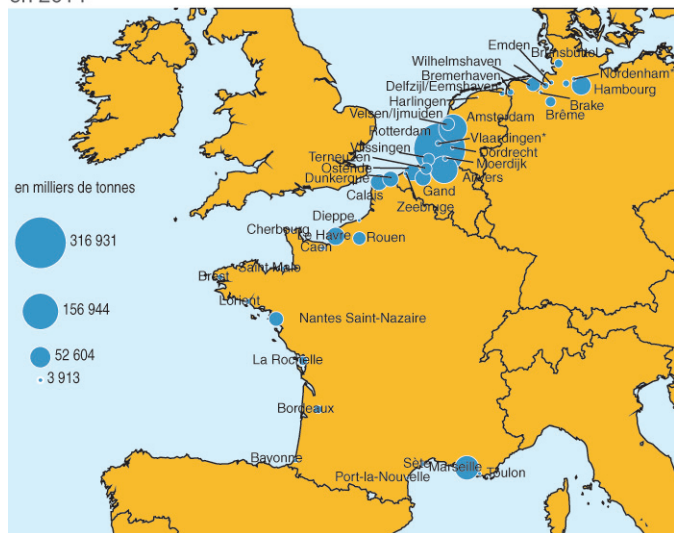 Emden
Brunsbüttel
Wilhelmshaven
Bremerhaven
Nordenham*
Delfzijl/Eemshaven
Hambourg
Harlingen
Brake
Brême
Velsen/Ijmuiden
Amsterdam
Rotterdam
Vlaardingen*
Vlissingen
Dordrecht
Terneuzen
Moerdijk
Ostende
Anvers
Dunkerque
Gand
Calais
Zeebruge
en milliers de tonnes
316 931
156 944
52 604
3 913
Dieppe
Cherbourg
Le Havre
Rouen
Caen
Saint Malo
Brest
Lorient
Nantes Saint-Nazaire
La Rochelle
Bordeaux
Bayonne
Sète
Marseille
Toulon
Port-la-Nouvelle